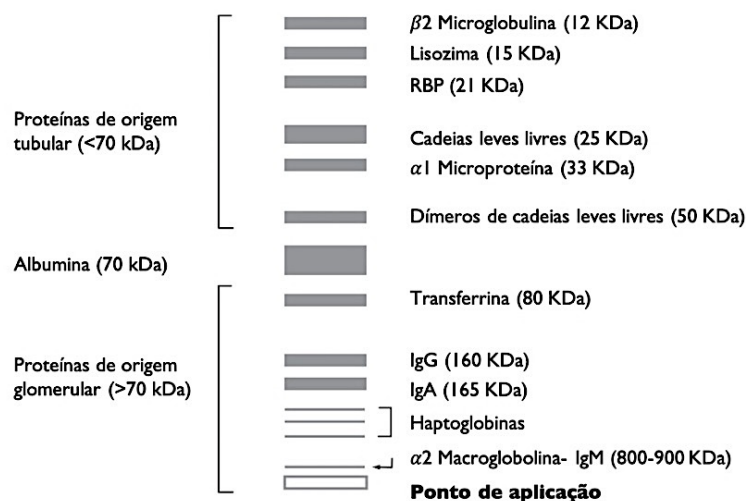 β2 Microglobulina (12 KDa)
Lisozima (15 KDa)
RBP (21 KDa)
Proteínas de origem
tubular (<70 kDa)
Cadeias leves livres (25 KDa)
α1 Microproteína (33 KDa)
Dímeros de cadeias leves livres (50 KDa)
Albumina (70 kDa)
Transferrina (80 KDa)
Proteínas de origem
glomerular (>70 kDa)
IgG (160 KDa)
IgA (165 KDa)
Haptoglobinas
α2 Macroglobolina- IgM (800-900 KDa)
Ponto de aplicação